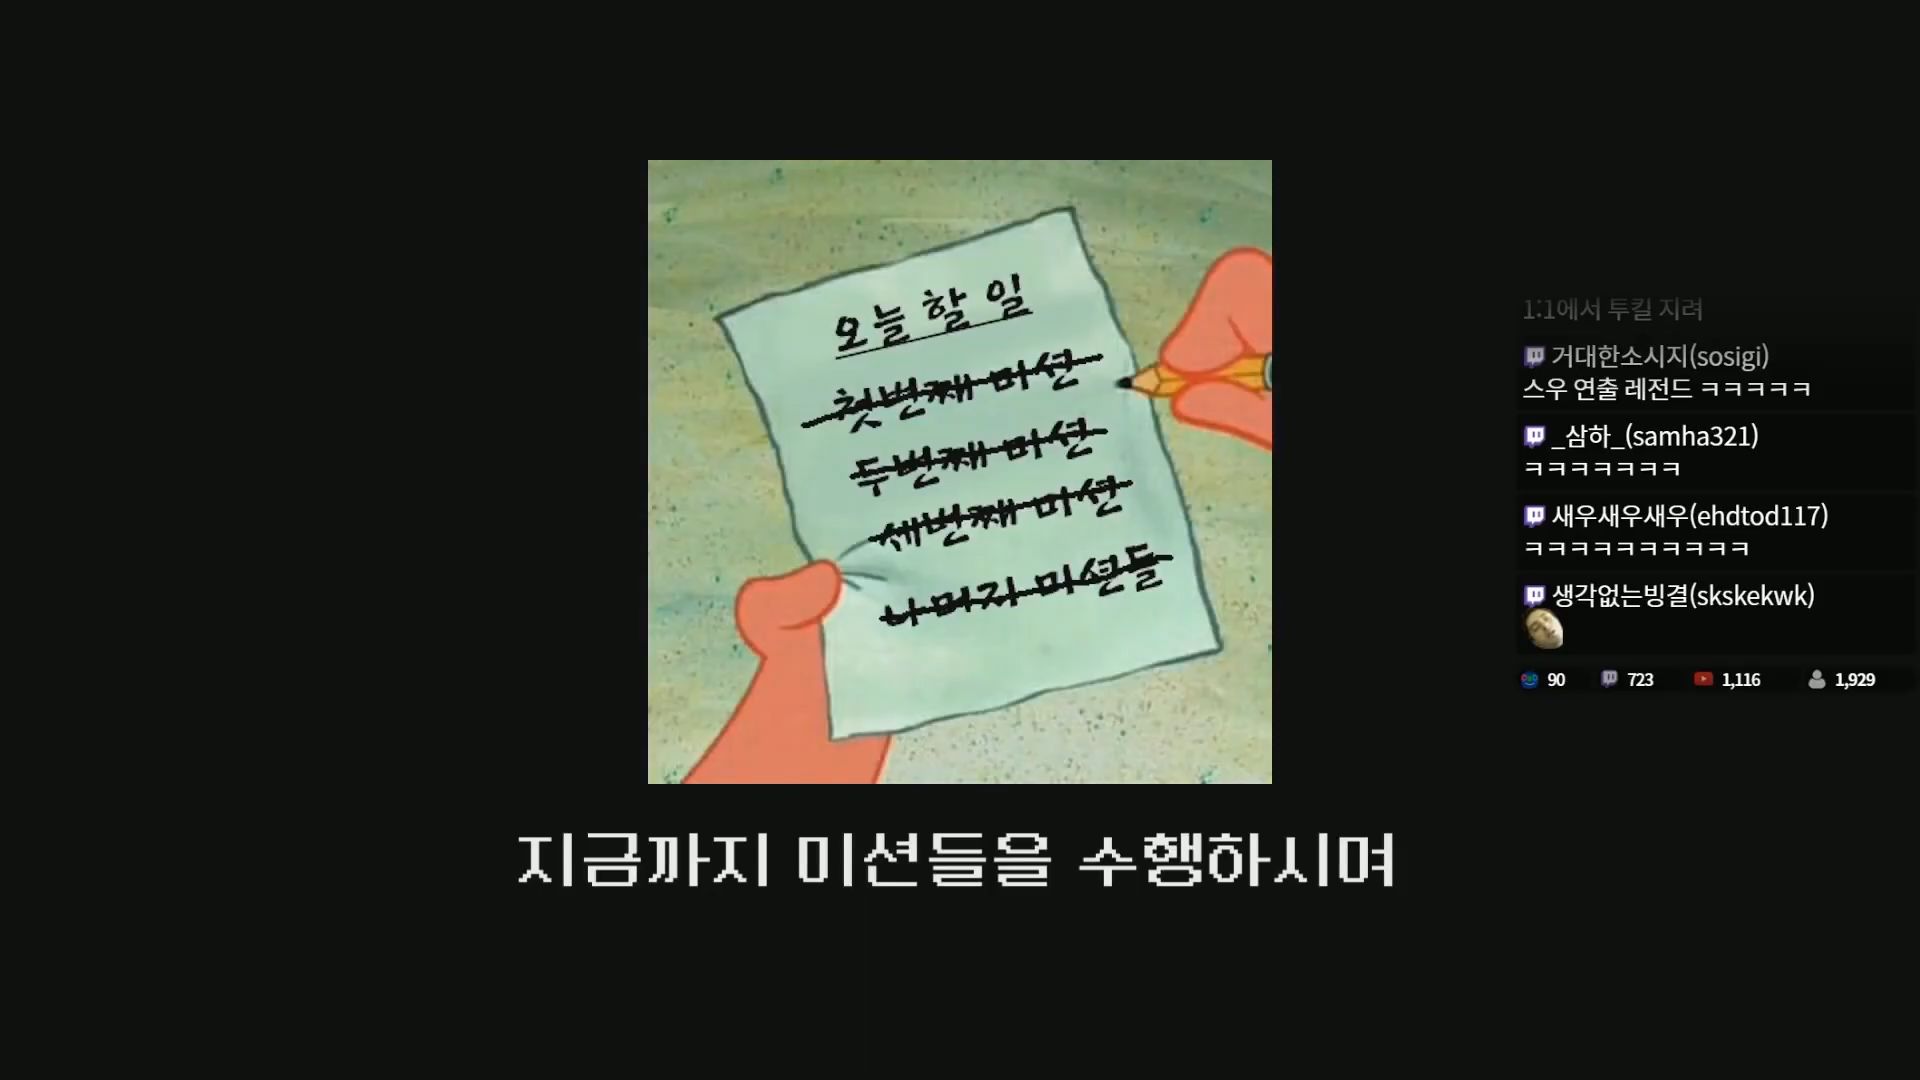 오늘 할 일
첫번째 미션
두번째 미션
세번째 미션
나머지 미션들
지금까지 미션들을 수행하시며
1:1에서 투킬 지려
거대한소시지(sosigi)
스우 연출 레전드 ㅋㅋㅋㅋㅋ
_삼하_(samha321)
ㅋㅋㅋㅋㅋㅋㅋ
새우새우새우(ehdtod117)
ㅋㅋㅋㅋㅋㅋㅋㅋㅋㅋ
생각없는빙결(skskekwk)
90 723 1,116 1,929